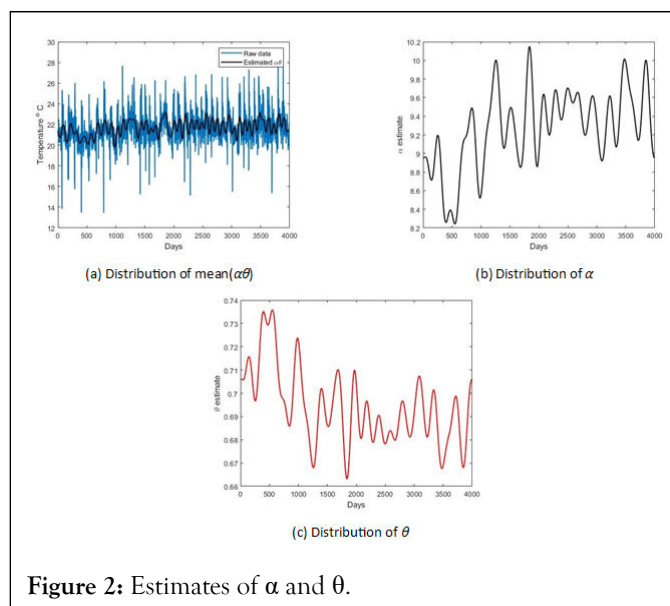 30
28
26
24
22
20
18
16
14
12
Temperature ° C
Raw data
Estimated αθ
0 500 1000 1500 2000 2500 3000 3500 4000
Days
(a) Distribution of mean(αθ)
10.2
10
9.8
9.6
9.4
9.2
9
8.8
8.6
8.4
8.2
α estimate
0 500 1000 1500 2000 2500 3000 3500 4000
Days
(b) Distribution of α
0.74
0.73
0.72
0.71
0.7
0.69
0.68
0.67
0.66
θ estimate
0 500 1000 1500 2000 2500 3000 3500 4000
Days
(c) Distribution of θ
Figure 2: Estimates of α and θ.